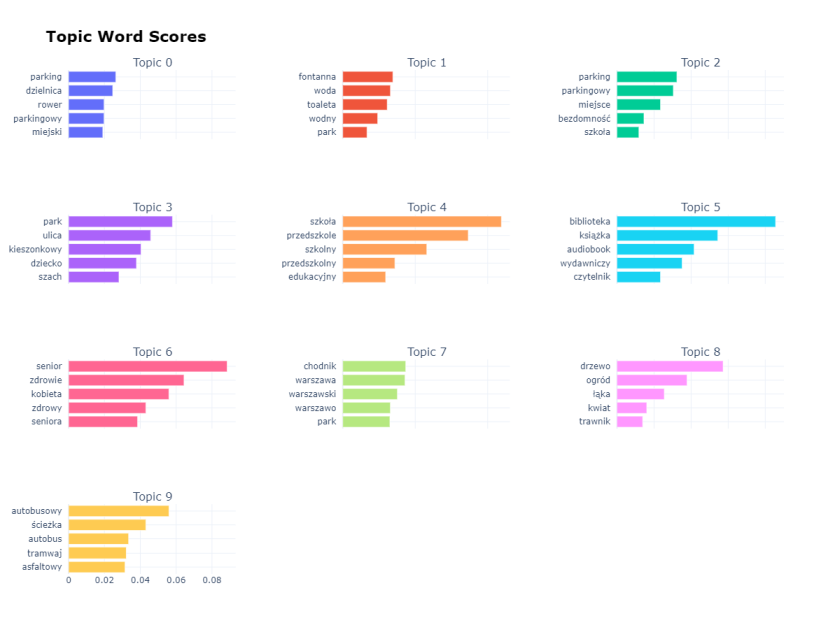 Topic Word Scores
Topic 0
parking
dzielnica
rower
parkingowy
miejski
Topic 1
fontanna
woda
toaleta
wodny
park
Topic 2
parking
parkingowy
miejsce
bezdomność
szkoła
Topic 3
park
ulica
kieszonkowy
dziecko
szach
Topic 4
szkoła
przedszkole
szkolny
przedszkolny
edukacyjny
Topic 5
biblioteka
książka
audiobook
wydawniczy
czytelnik
Topic 6
senior
zdrowie
kobieta
zdrowy
seniora
Topic 7
chodnik
warszawa
warszawski
warszawo
park
Topic 8
drzewo
ogród
łąka
kwiat
trawnik
Topic 9
autobusowy
ścieżka
autobus
tramwaj
asfaltowy
0 0.02 0.04 0.06 0.08